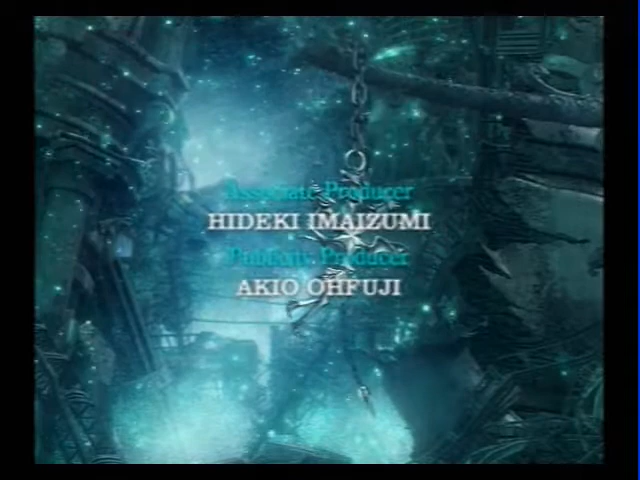 Associate Producer
HIDEKI IMAIZUMI
Publicity Producer
AKIO OHFUJI